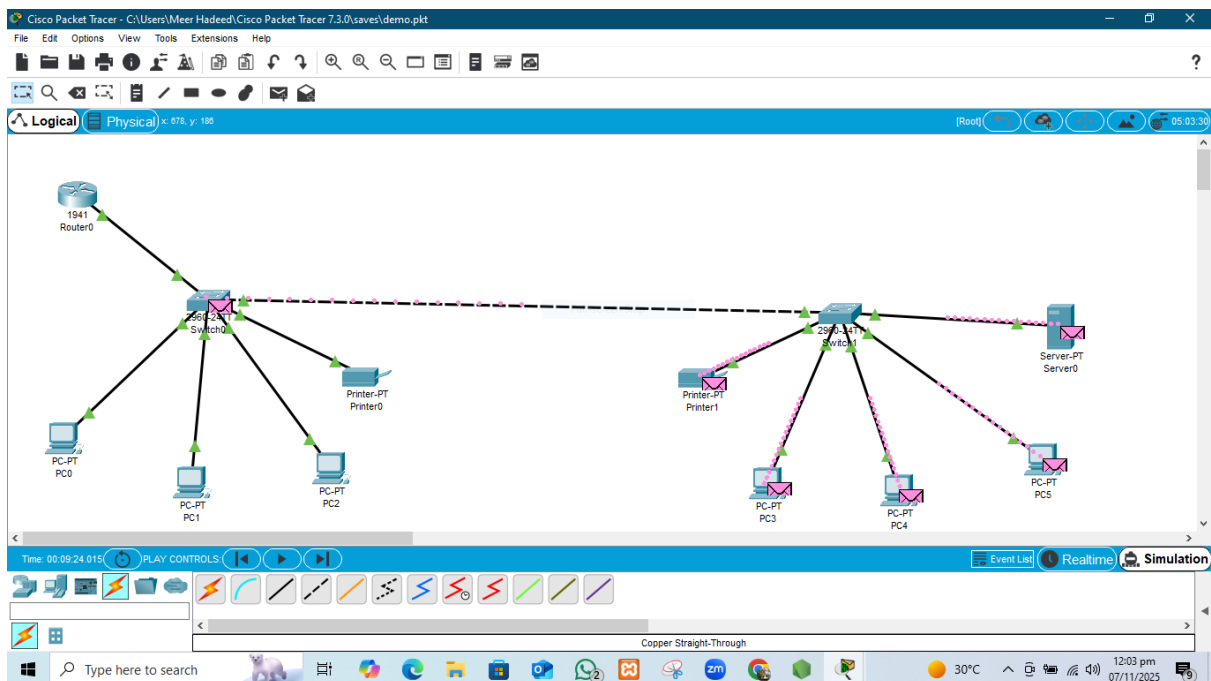 Cisco Packet Tracer - C:\Users\Meer Hadeed\Cisco Packet Tracer 7.3.0\saves\demo.pkt
File Edit Options View Tools Extensions Help
?
Logical Physical x: 678, y: 186 [Root] 05:03:30
1941
Router0
2960-24TT
Switch0
2960-24TT
Switch1
Server-PT
Server0
Printer-PT
Printer0
Printer-PT
Printer1
PC-PT
PC0
PC-PT
PC1
PC-PT
PC2
PC-PT
PC3
PC-PT
PC4
PC-PT
PC5
Time: 00:09:24.015 PLAY CONTROLS: Event List Realtime Simulation
Copper Straight-Through
Type here to search 2 zm 30°C 12:03 pm
07/11/2025 9